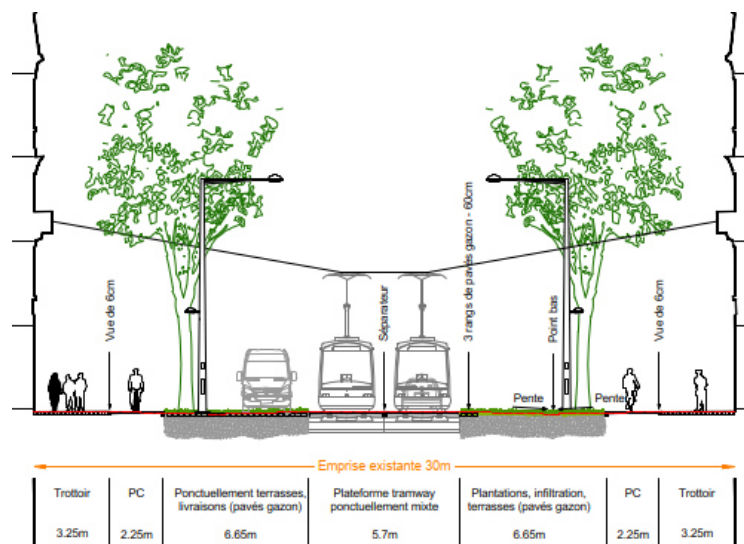 Vue de 6cm
Séparateur
3 rangs de pavés gazon - 60cm
Point bas
Vue de 6cm
Pente
Pente
Emprise existante 30m
Trottoir
3.25m
PC
2.25m
Ponctuellement terrasses,
livraisons (pavés gazon)
6.65m
Plateforme tramway
ponctuellement mixte
5.7m
Plantations, infiltration,
terrasses (pavés gazon)
6.65m
PC
2.25m
Trottoir
3.25m